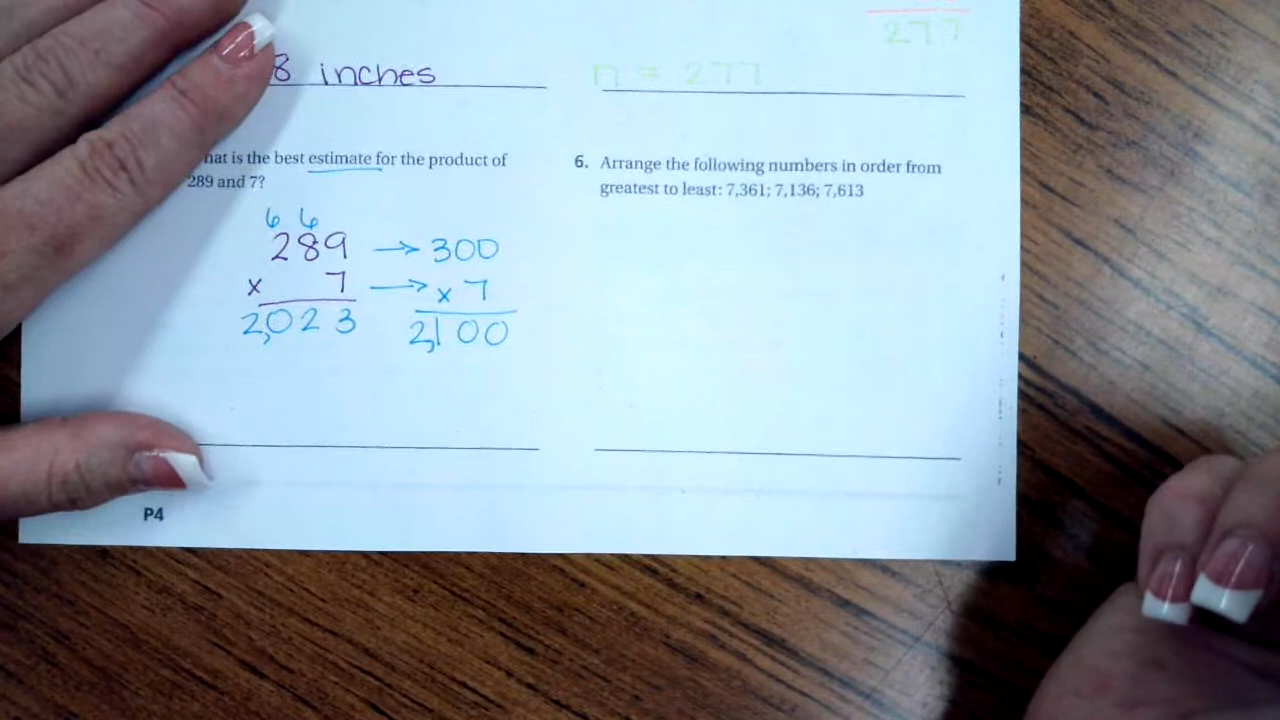 277
8 inches
n = 277
hat is the best estimate for the product of
289 and 7?
6 6
289 → 300
x 7 → x 7
2,023 2,100
6. Arrange the following numbers in order from
greatest to least: 7,361; 7,136; 7,613
P4